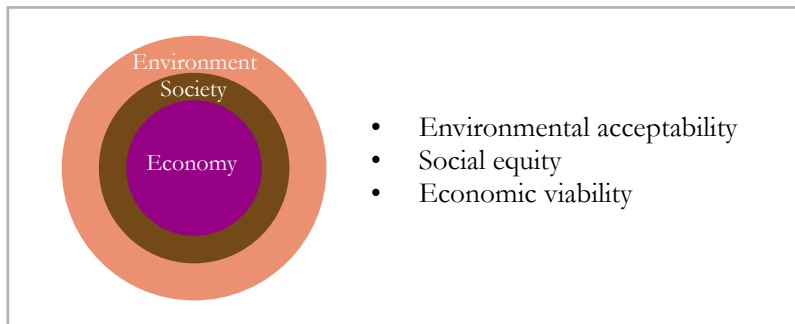 Environment
Society
Economy
• Environmental acceptability
• Social equity
• Economic viability